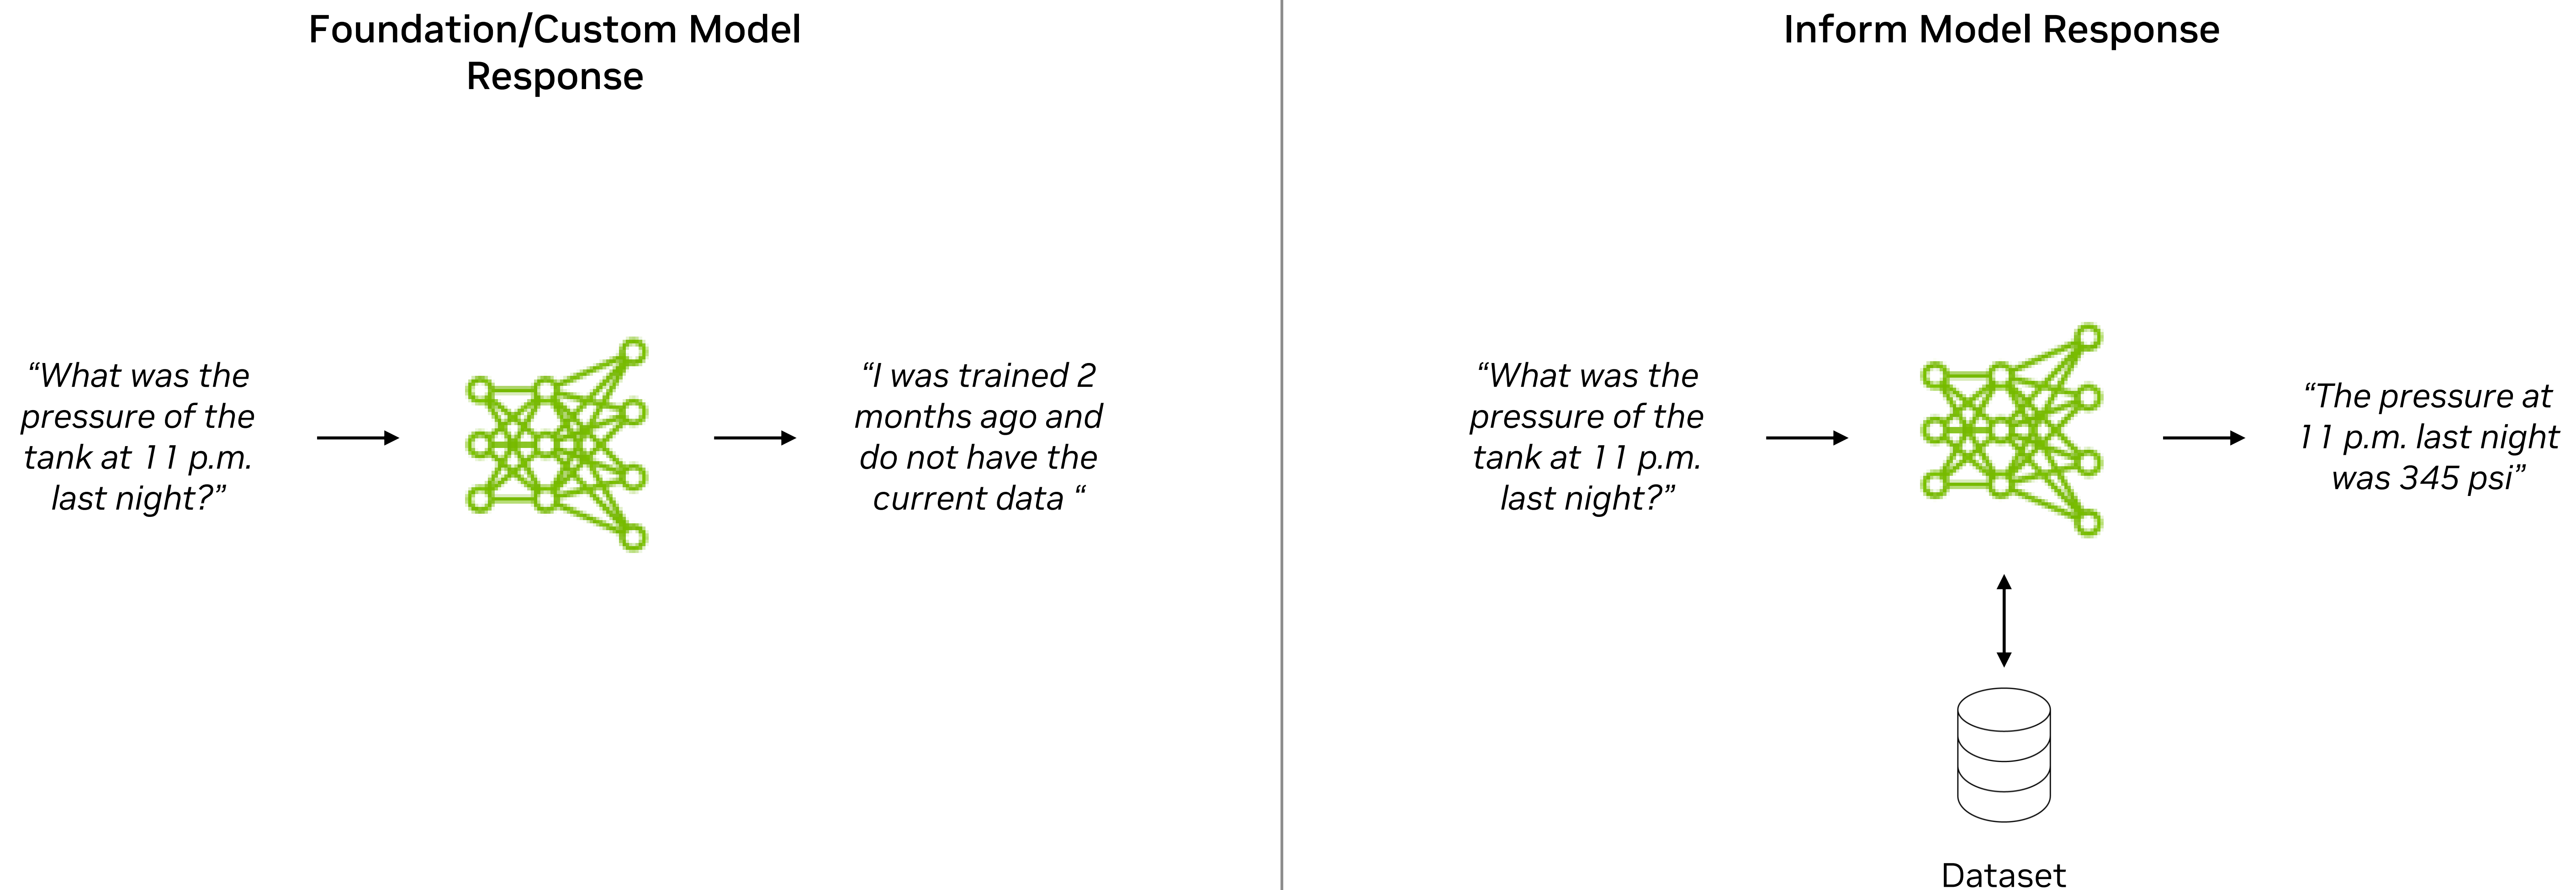 Foundation/Custom Model
Response
“What was the
pressure of the
tank at 11 p.m.
last night?”
“I was trained 2
months ago and
do not have the
current data “
Inform Model Response
“What was the
pressure of the
tank at 11 p.m.
last night?”
“The pressure at
11 p.m. last night
was 345 psi”
Dataset